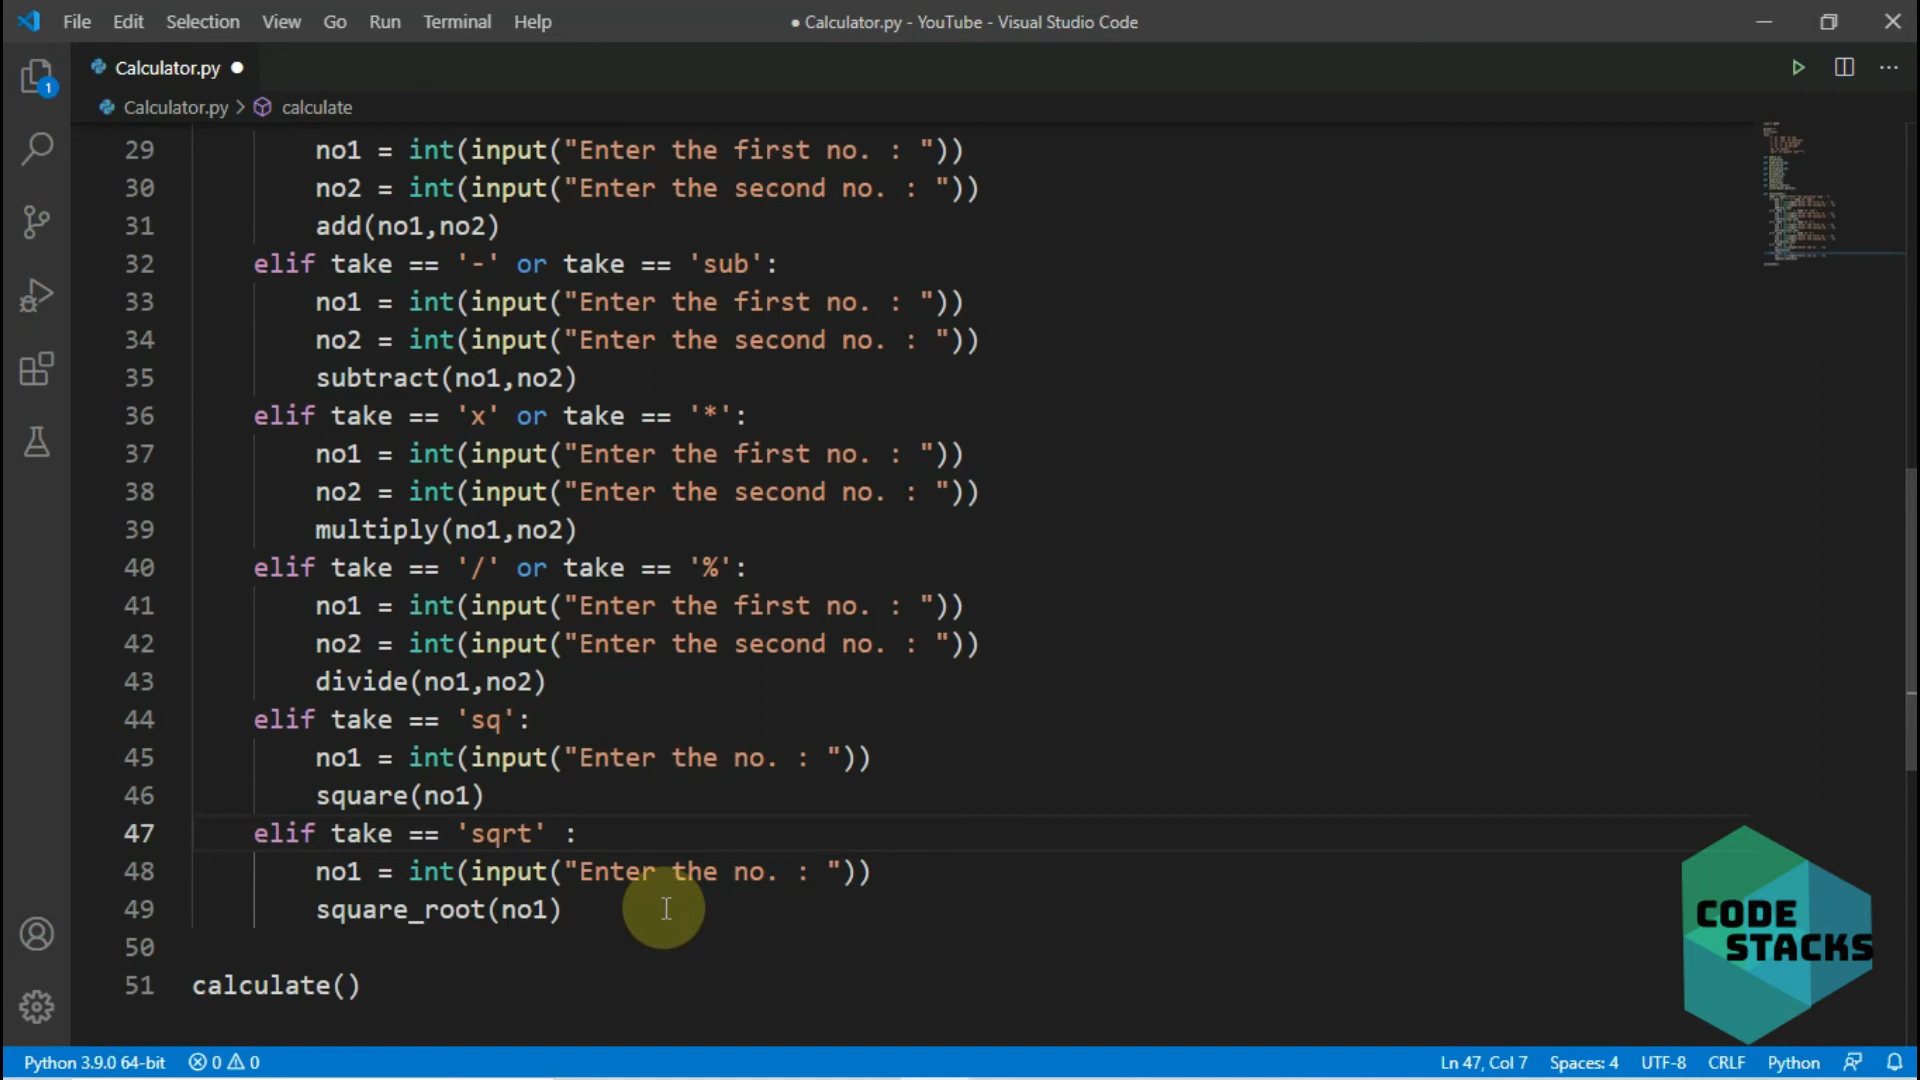 File Edit Selection View Go Run Terminal Help ● Calculator.py - YouTube - Visual Studio Code
Calculator.py ●
Calculator.py > calculate
1
29 no1 = int(input("Enter the first no. : "))
30 no2 = int(input("Enter the second no. : "))
31 add(no1,no2)
32 elif take == '-' or take == 'sub':
33 no1 = int(input("Enter the first no. : "))
34 no2 = int(input("Enter the second no. : "))
35 subtract(no1,no2)
36 elif take == 'x' or take == '*':
37 no1 = int(input("Enter the first no. : "))
38 no2 = int(input("Enter the second no. : "))
39 multiply(no1,no2)
40 elif take == '/' or take == '%':
41 no1 = int(input("Enter the first no. : "))
42 no2 = int(input("Enter the second no. : "))
43 divide(no1,no2)
44 elif take == 'sq':
45 no1 = int(input("Enter the no. : "))
46 square(no1)
47 elif take == 'sqrt' :
48 no1 = int(input("Enter the no. : "))
49 square_root(no1)
50
51 calculate()
CODE
STACKS
Python 3.9.0 64-bit 0 0 Ln 47, Col 7 Spaces: 4 UTF-8 CRLF Python